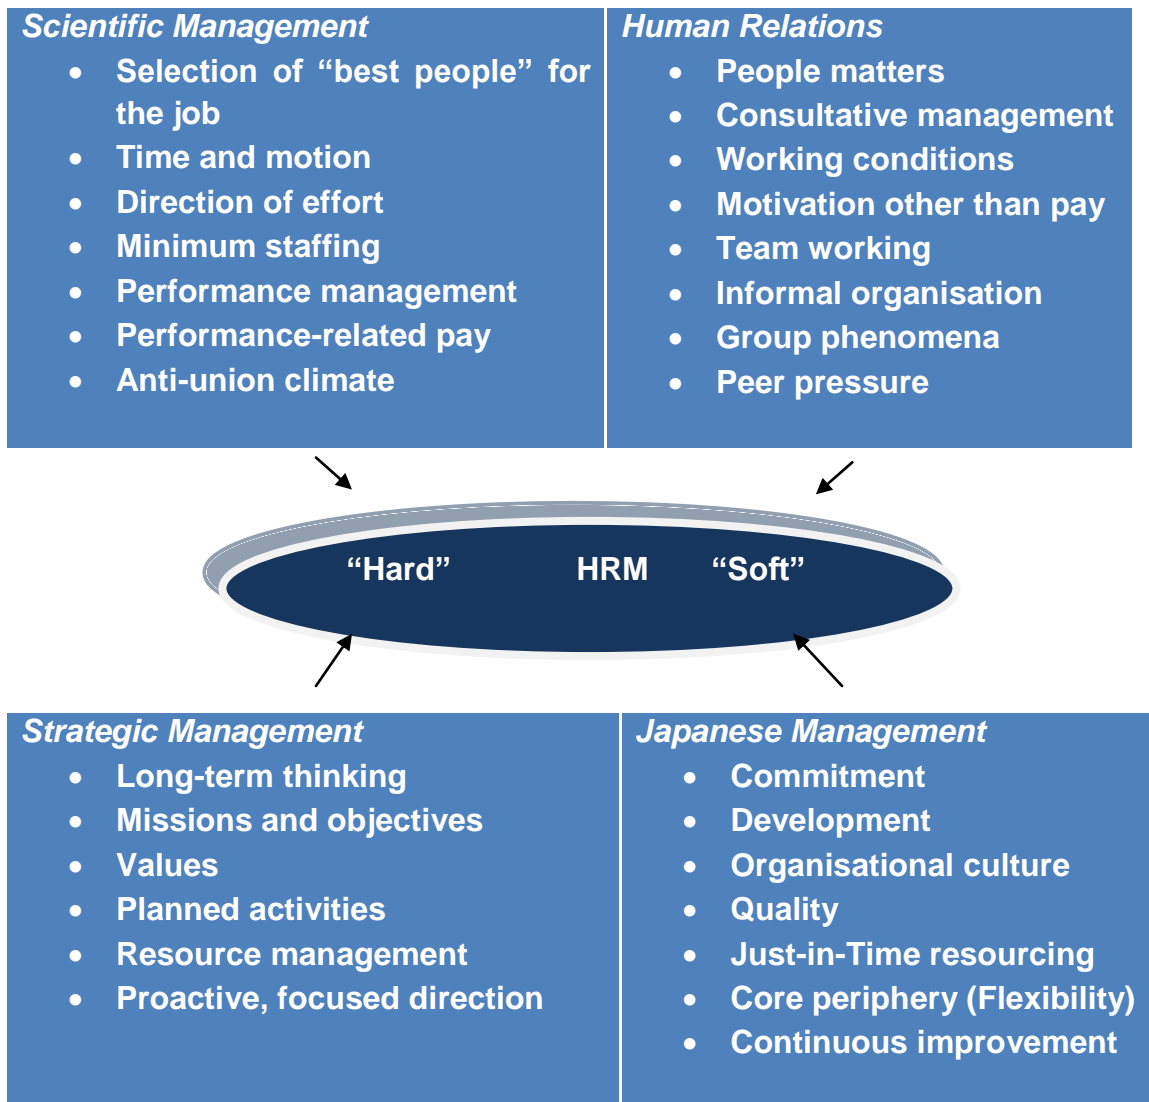 Scientific Management
• Selection of “best people” for
the job
• Time and motion
• Direction of effort
• Minimum staffing
• Performance management
• Performance-related pay
• Anti-union climate
Human Relations
• People matters
• Consultative management
• Working conditions
• Motivation other than pay
• Team working
• Informal organisation
• Group phenomena
• Peer pressure
“Hard” HRM “Soft”
Strategic Management
• Long-term thinking
• Missions and objectives
• Values
• Planned activities
• Resource management
• Proactive, focused direction
Japanese Management
• Commitment
• Development
• Organisational culture
• Quality
• Just-in-Time resourcing
• Core periphery (Flexibility)
• Continuous improvement